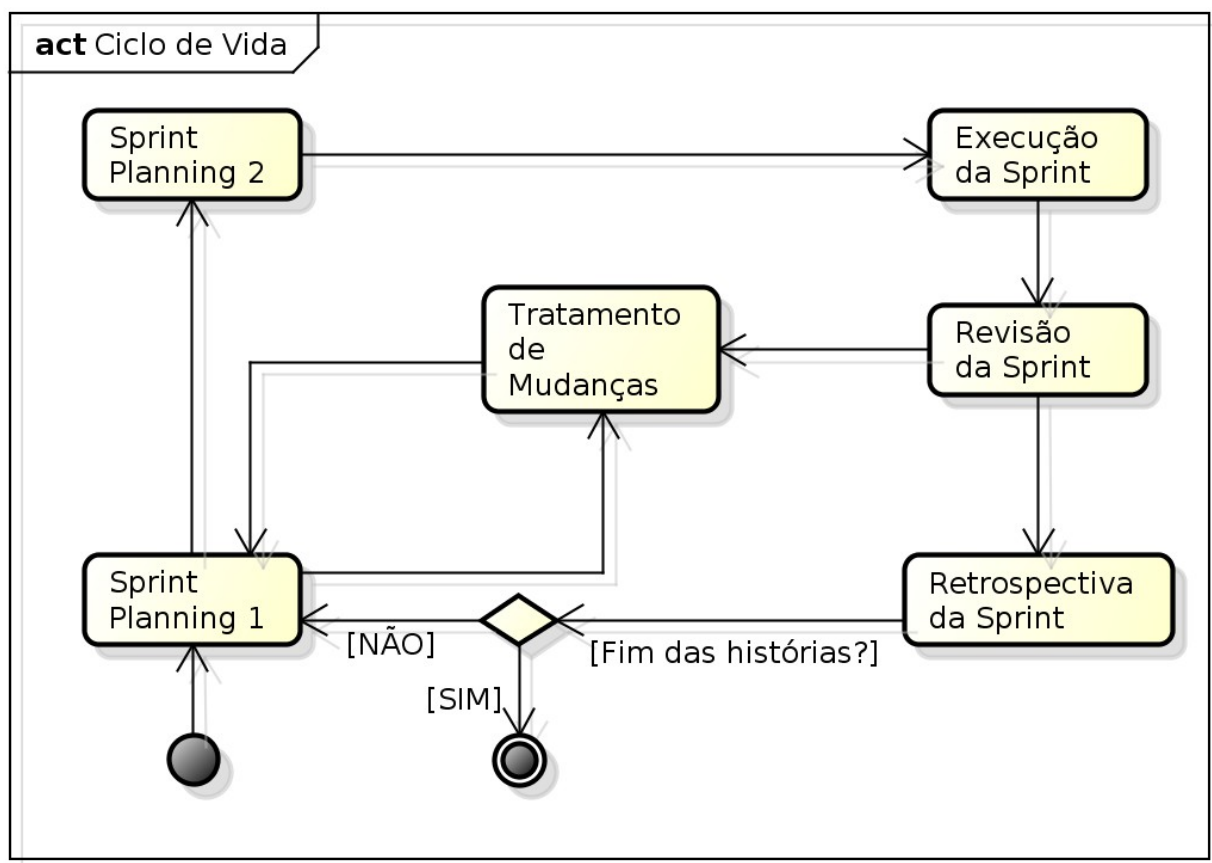 act Ciclo de Vida
Sprint
Planning 2
Execução
da Sprint
Tratamento
de
Mudanças
Revisão
da Sprint
Sprint
Planning 1
Retrospectiva
da Sprint
[NÃO]
[Fim das histórias?]
[SIM]